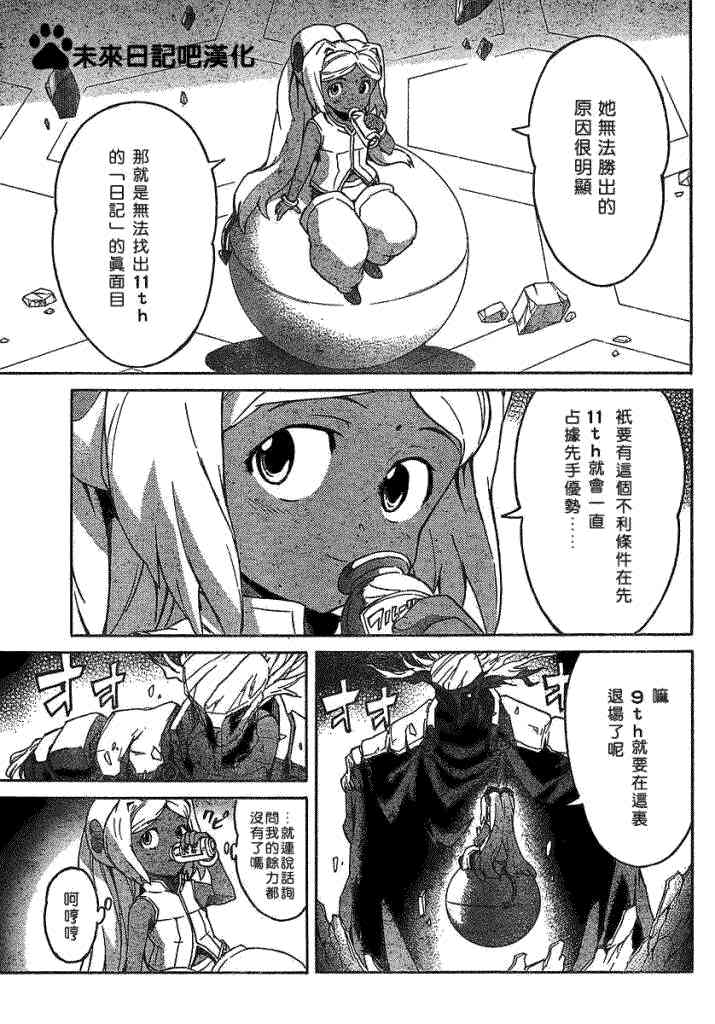 未來日記吧漢化
她無法勝出的
原因很明顯
那就是無法找出11th
的「日記」的真面目
祇要有這個不利條件在先
11th就會一直
占據先手優勢……
嘛
9th就要在這裏
退場了呢
オオ
オオ
…就連說話詢
問我的餘力都
沒有了嗎
呵哼哼